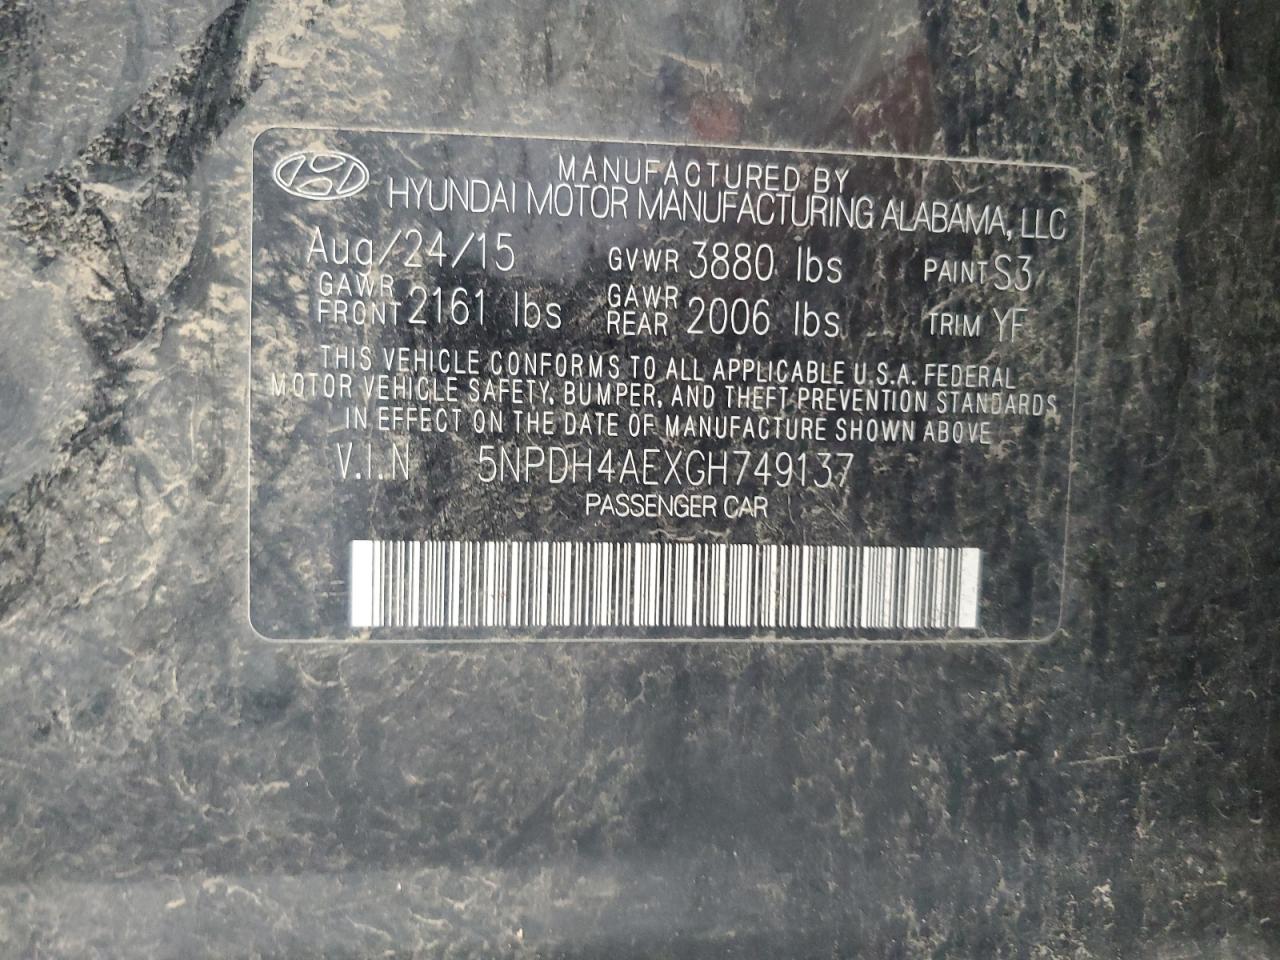 MANUFACTURED BY
HYUNDAI MOTOR MANUFACTURING ALABAMA, LLC
Aug/24/15 GVWR 3880 lbs PAINT S3
GAWR FRONT 2161 lbs GAWR REAR 2006 lbs TRIM YF
THIS VEHICLE CONFORMS TO ALL APPLICABLE U.S.A. FEDERAL
MOTOR VEHICLE SAFETY, BUMPER, AND THEFT PREVENTION STANDARDS
IN EFFECT ON THE DATE OF MANUFACTURE SHOWN ABOVE
V.I.N 5NPDH4AEXGH749137
PASSENGER CAR